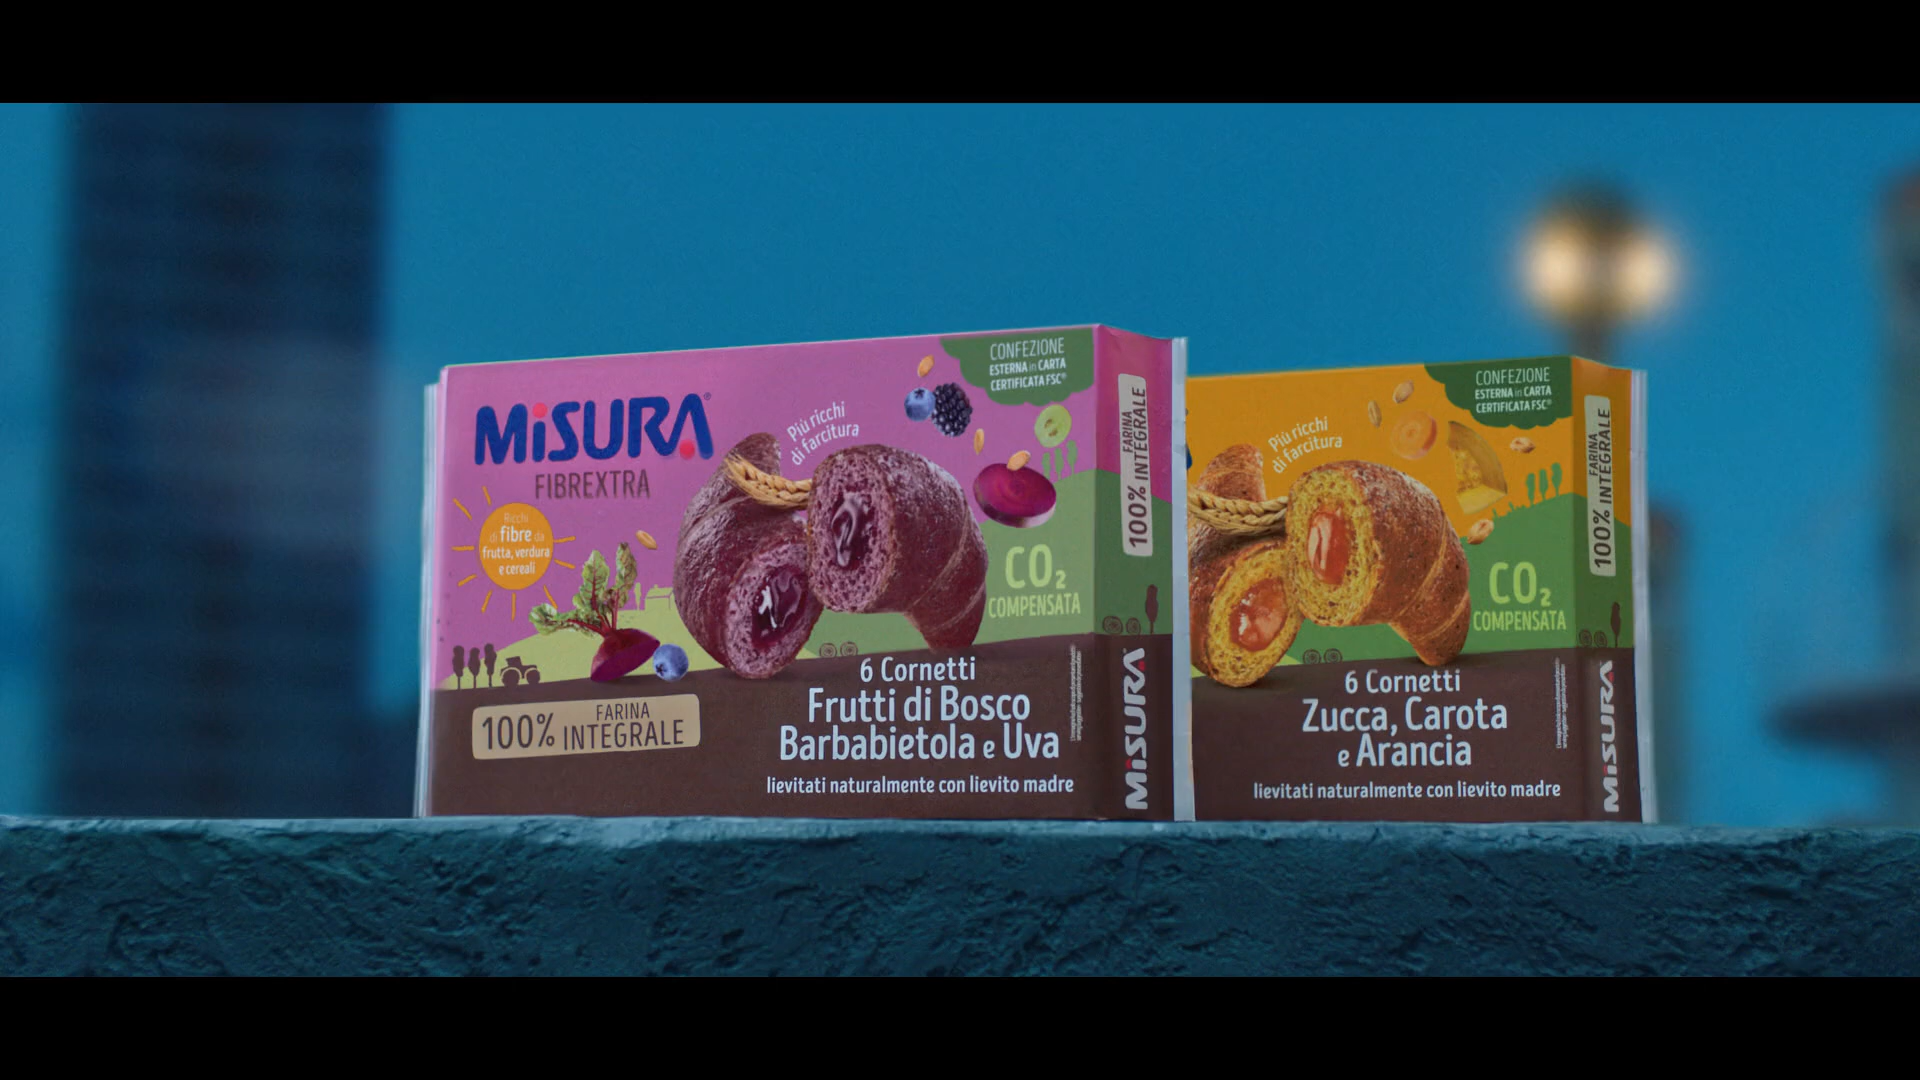 MiSURA
FIBREXTRA
Ricchi
di fibre da
frutta, verdura
e cereali
Più ricchi
di farcitura
CONFEZIONE
ESTERNA in CARTA
CERTIFICATA FSC®
CO₂
COMPENSATA
100% FARINA
INTEGRALE
6 Cornetti
Frutti di Bosco
Barbabietola e Uva
lievitati naturalmente con lievito madre
100% FARINA
INTEGRALE
MiSURA
Più ricchi
di farcitura
CONFEZIONE
ESTERNA in CARTA
CERTIFICATA FSC®
CO₂
COMPENSATA
6 Cornetti
Zucca, Carota
e Arancia
lievitati naturalmente con lievito madre
100% FARINA
INTEGRALE
MiSURA